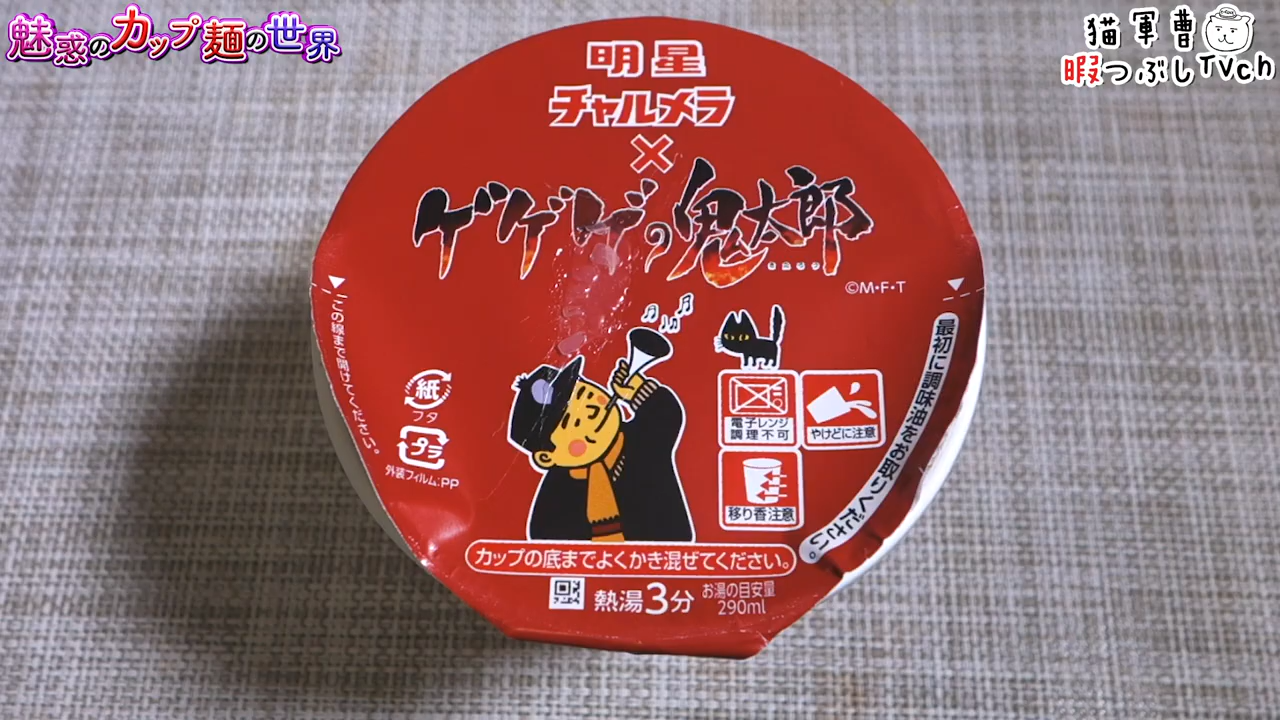 魅惑のカップ麺の世界
猫軍曹
暇つぶしTVch
明星
チャルメラ
×
ゲゲゲの鬼太郎
きたろう
©M・F・T
この線まで開けてください。
最初に調味油をお取りください。
紙
フタ
プラ
外装フィルム:PP
電子レンジ
調理不可
やけどに注意
移り香注意
カップの底までよくかき混ぜてください。
熱湯3分
お湯の目安量
290ml